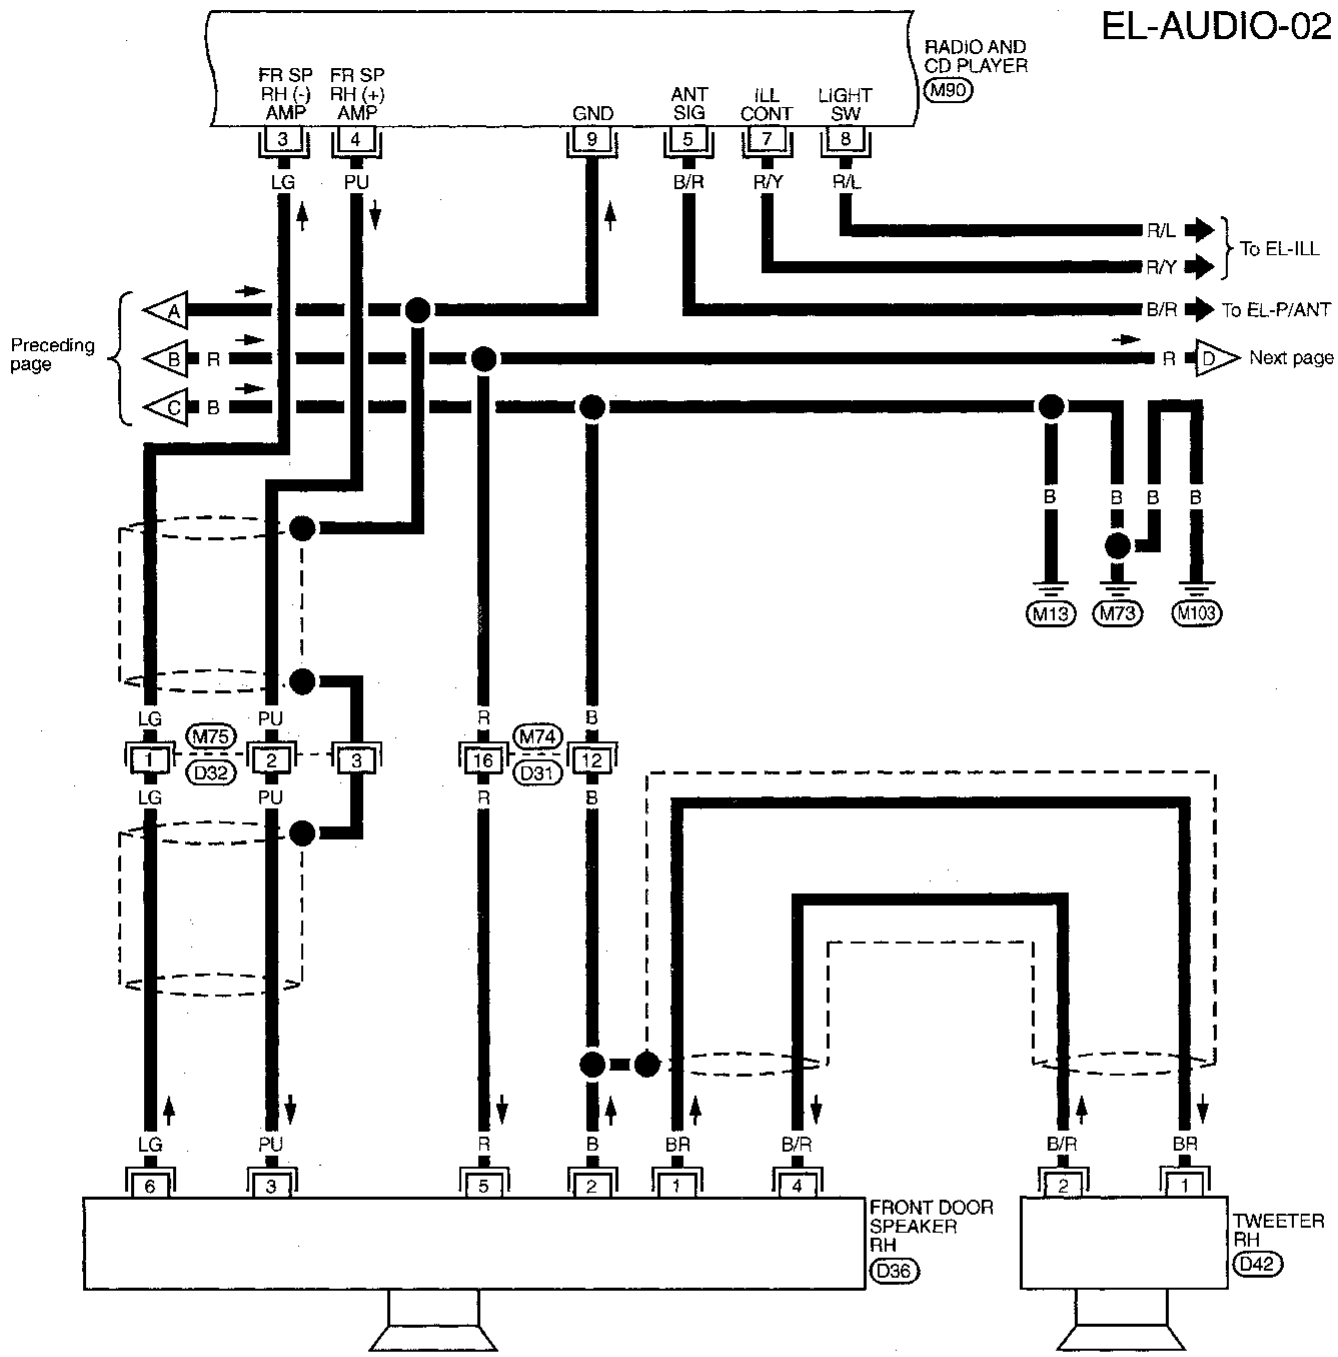 EL-AUDIO-02
RADIO AND
CD PLAYER
M90
FR SP
RH (-)
AMP
FR SP
RH (+)
AMP
GND
ANT
SIG
ILL
CONT
LIGHT
SW
3
4
9
5
7
8
LG
PU
B/R
R/Y
R/L
R/L
R/Y
To EL-ILL
A
B/R
To EL-P/ANT
Preceding
page
B
R
R
D
Next page
C
B
B
B
B
B
M13
M73
M103
LG
PU
R
B
M75
M74
1
2
3
16
12
D32
D31
LG
PU
R
B
LG
PU
R
B
BR
B/R
B/R
BR
6
3
5
2
1
4
2
1
FRONT DOOR
SPEAKER
RH
D36
TWEETER
RH
D42